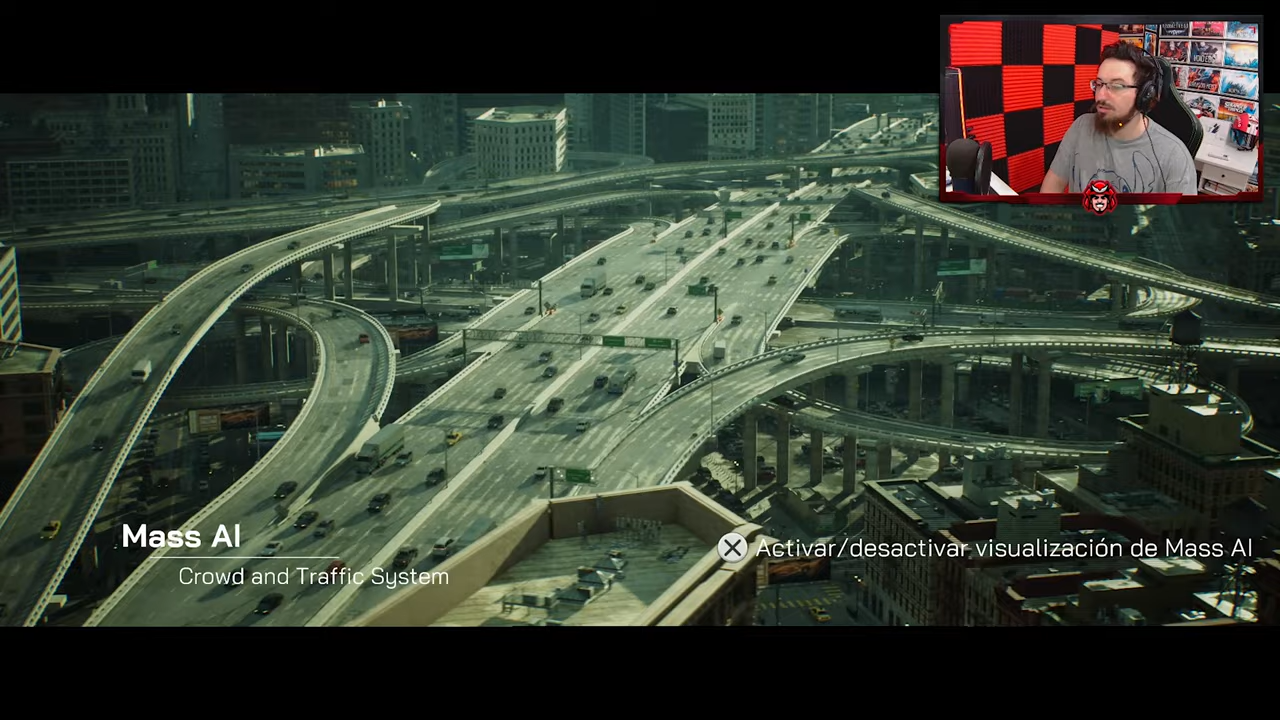 Mass AI
Crowd and Traffic System
Activar/desactivar visualización de Mass AI